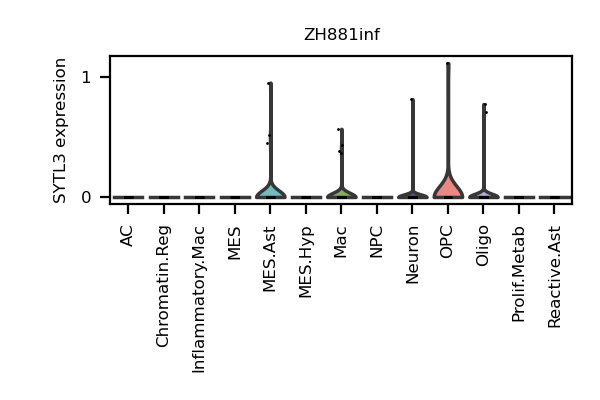 ZH881inf
SYTL3 expression
1
0
AC
Chromatin.Reg
Inflammatory.Mac
MES
MES.Ast
MES.Hyp
Mac
NPC
Neuron
OPC
Oligo
Prolif.Metab
Reactive.Ast